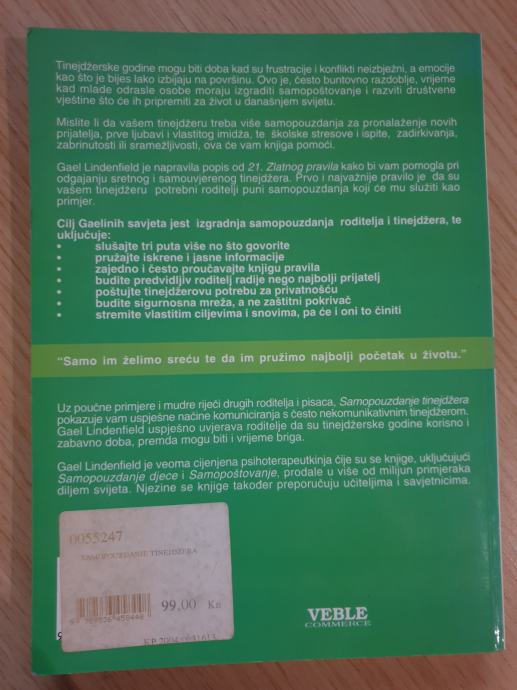 Tinejdžerske godine mogu biti doba kad su frustracije i konflikti neizbježni, a emocije
kao što je bijes lako izbijaju na površinu. Ovo je, često buntovno razdoblje, vrijeme
kad mlade odrasle osobe moraju izgraditi samopoštovanje i razviti društvene
vještine što će ih pripremiti za život u današnjem svijetu.
Mislite li da vašem tinejdžeru treba više samopouzdanja za pronalaženje novih
prijatelja, prve ljubavi i vlastitog imidža, te školske stresove i ispite, zadirkivanja,
zabrinutosti ili sramežljivosti, ova će vam knjiga pomoći.
Gael Lindenfield je napravila popis od 21. Zlatnog pravila kako bi vam pomogla pri
odgajanju sretnog i samouvjerenog tinejdžera. Prvo i najvažnije pravilo je da su
vašem tinejdžeru potrebni roditelji puni samopouzdanja koji će mu služiti kao
primjer.
Cilj Gaelinih savjeta jest izgradnja samopouzdanja roditelja i tinejdžera, te
uključuje:
• slušajte tri puta više no što govorite
• pružajte iskrene i jasne informacije
• zajedno i često proučavajte knjigu pravila
• budite predvidljiv roditelj radije nego najbolji prijatelj
• poštujte tinejdžerovu potrebu za privatnošću
• budite sigurnosna mreža, a ne zaštitni pokrivač
• stremite vlastitim ciljevima i snovima, pa će i oni to činiti
"Samo im želimo sreću te da im pružimo najbolji početak u životu."
Uz poučne primjere i mudre riječi drugih roditelja i pisaca, Samopouzdanje tinejdžera
pokazuje vam uspješne načine komuniciranja s često nekomunikativnim tinejdžerom.
Gael Lindenfield uspješno uvjerava roditelje da su tinejdžerske godine korisno i
zabavno doba, premda mogu biti i vrijeme briga.
Gael Lindenfield je veoma cijenjena psihoterapeutkinja čije su se knjige, uključujući
Samopouzdanje djece i Samopoštovanje, prodale u više od milijun primjeraka
diljem svijeta. Njezine se knjige također preporučuju učiteljima i savjetnicima.
0055247
SAMOPOUZDANJE TINEJDŽERA
99.00 Kn
VEBLE
COMMERCE